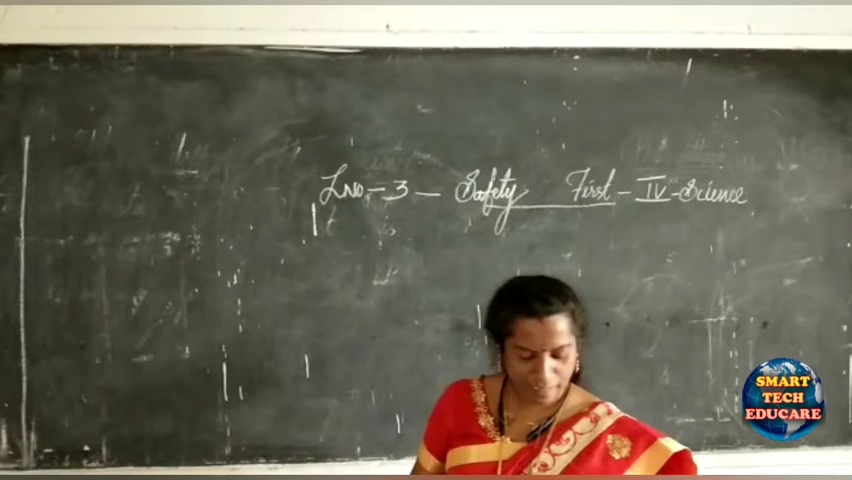 LNo - 3 - Safety First - IV - Science
SMART
TECH
EDUCARE